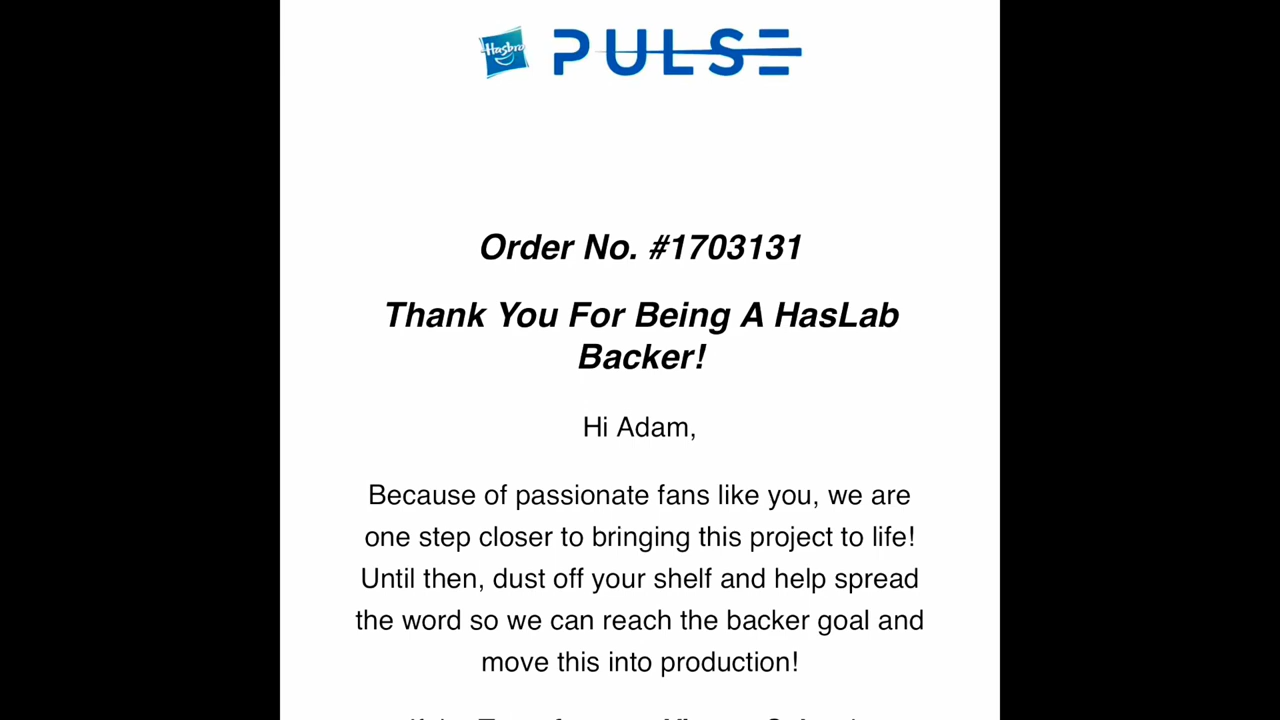 Hasbro PULSE
Order No. #1703131
Thank You For Being A HasLab
Backer!
Hi Adam,
Because of passionate fans like you, we are
one step closer to bringing this project to life!
Until then, dust off your shelf and help spread
the word so we can reach the backer goal and
move this into production!